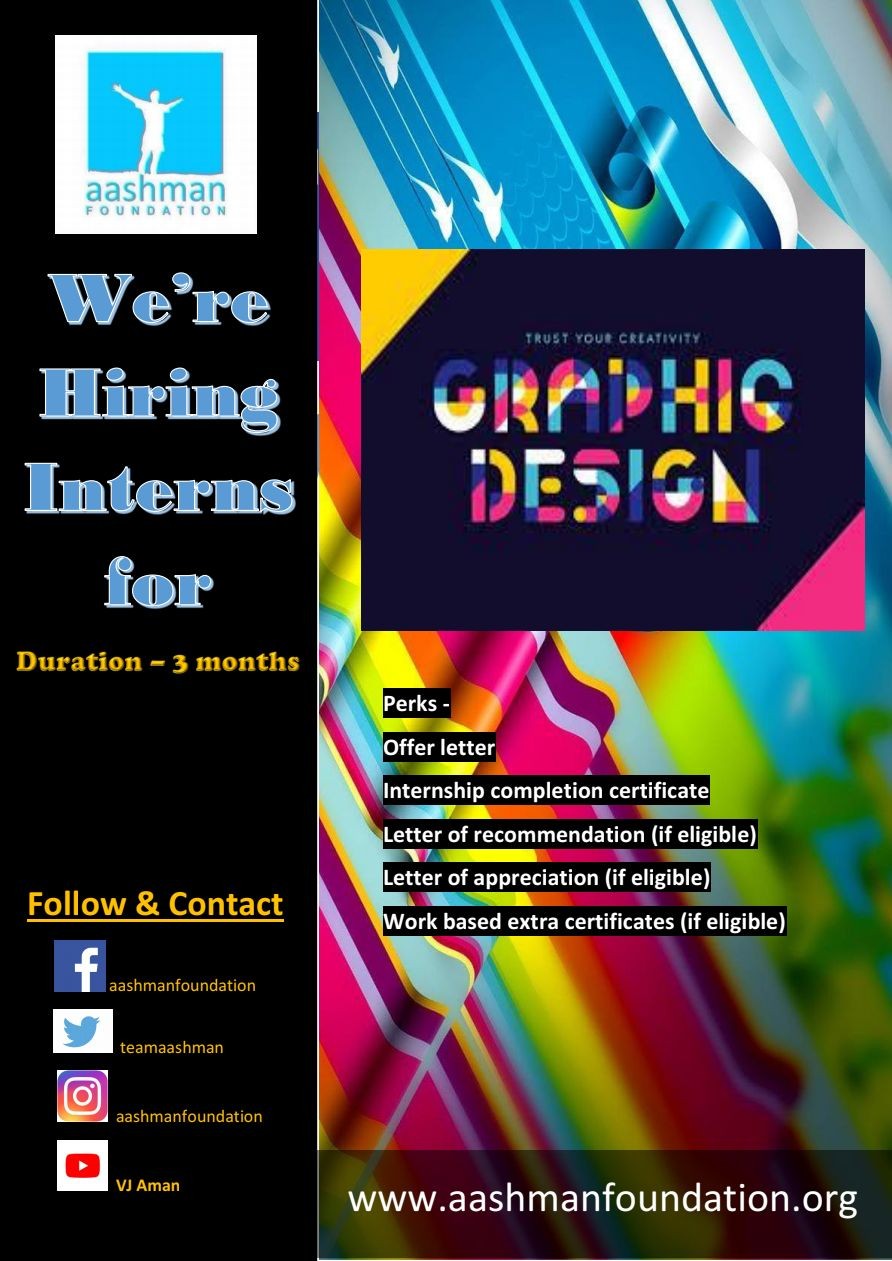 aashman
FOUNDATION
We're
Hiring
Interns
for
Duration – 3 months
Follow & Contact
aashmanfoundation
teamaashman
aashmanfoundation
VJ Aman
TRUST YOUR CREATIVITY
GRAPHIC
DESIGN
Perks -
Offer letter
Internship completion certificate
Letter of recommendation (if eligible)
Letter of appreciation (if eligible)
Work based extra certificates (if eligible)
www.aashmanfoundation.org